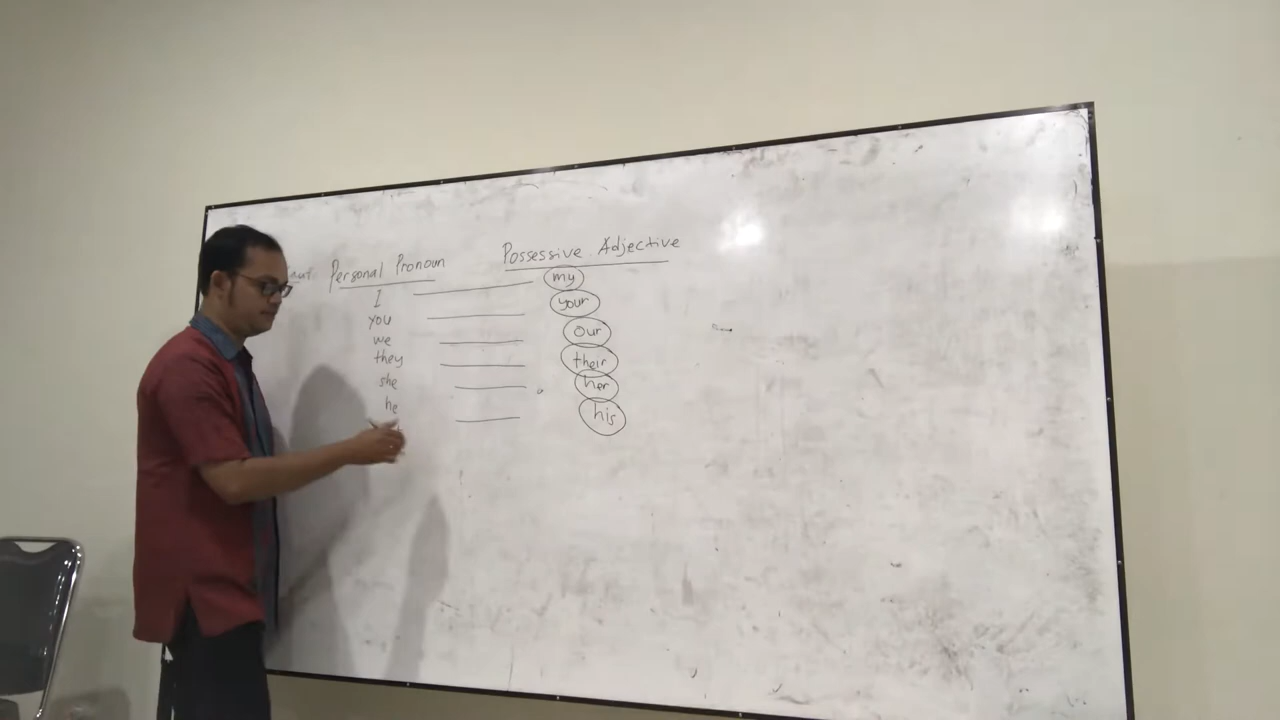 Personal Pronoun Possessive Adjective
I my
you your
we our
they their
she her
he his